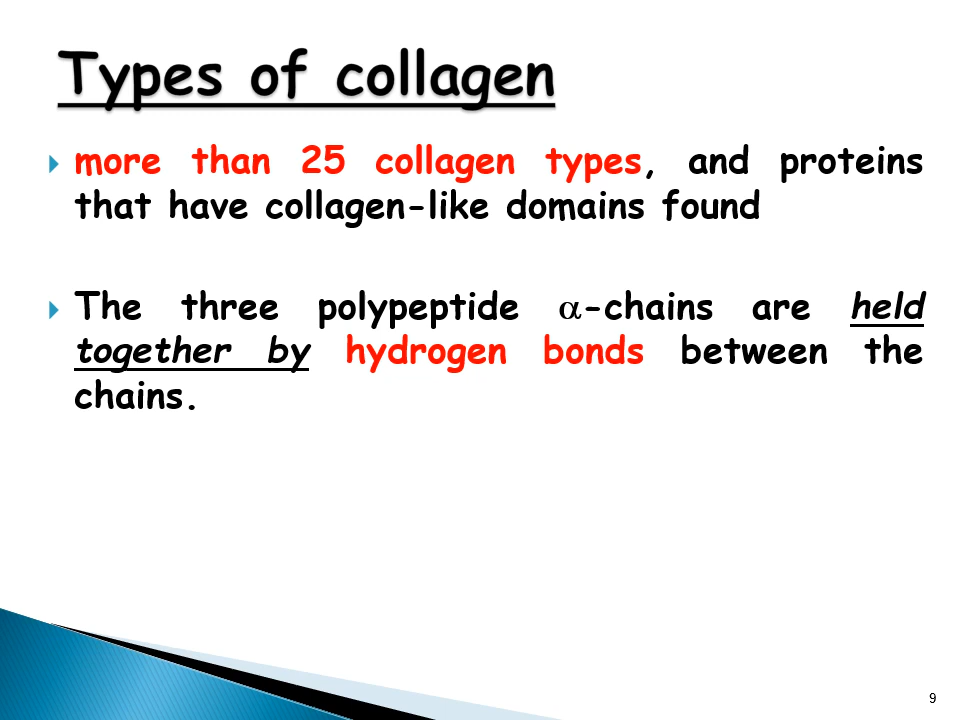 Types of collagen
more than 25 collagen types, and proteins
that have collagen-like domains found
The three polypeptide α-chains are held
together by hydrogen bonds between the
chains.
9